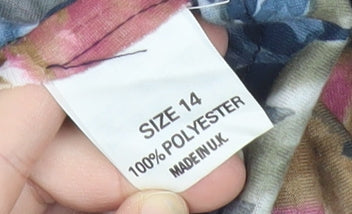 SIZE 14
100% POLYESTER
MADE IN U.K